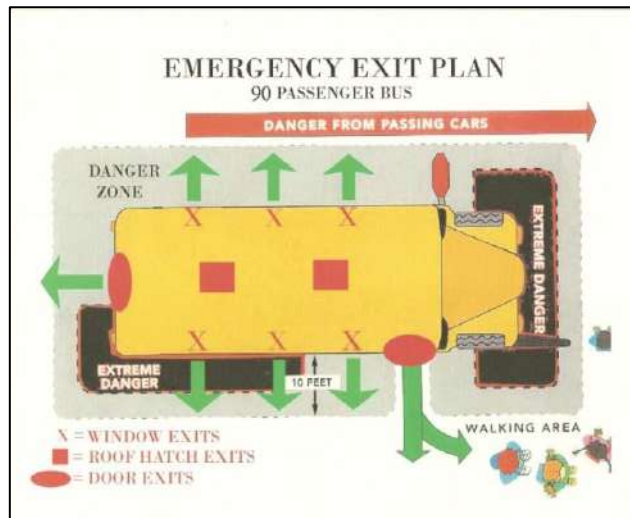 EMERGENCY EXIT PLAN
90 PASSENGER BUS
DANGER FROM PASSING CARS
DANGER
ZONE
X X X
EXTREME DANGER
X X X
EXTREME
DANGER
10 FEET
WALKING AREA
X = WINDOW EXITS
= ROOF HATCH EXITS
= DOOR EXITS